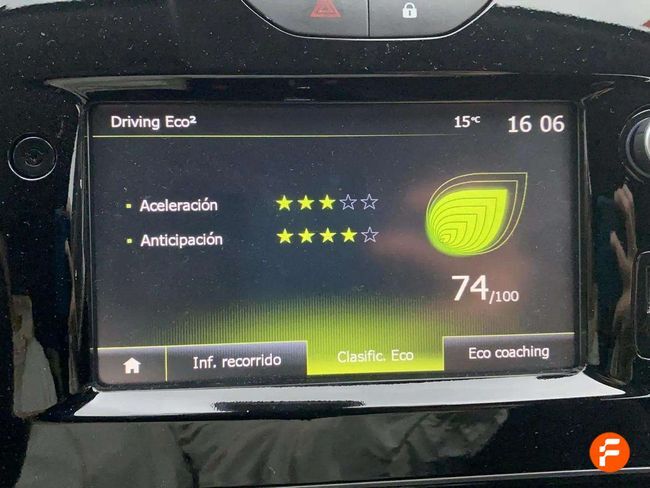 Driving Eco²
15°C
16 06
Aceleración
Anticipación
74/100
Inf. recorrido
Clasific. Eco
Eco coaching